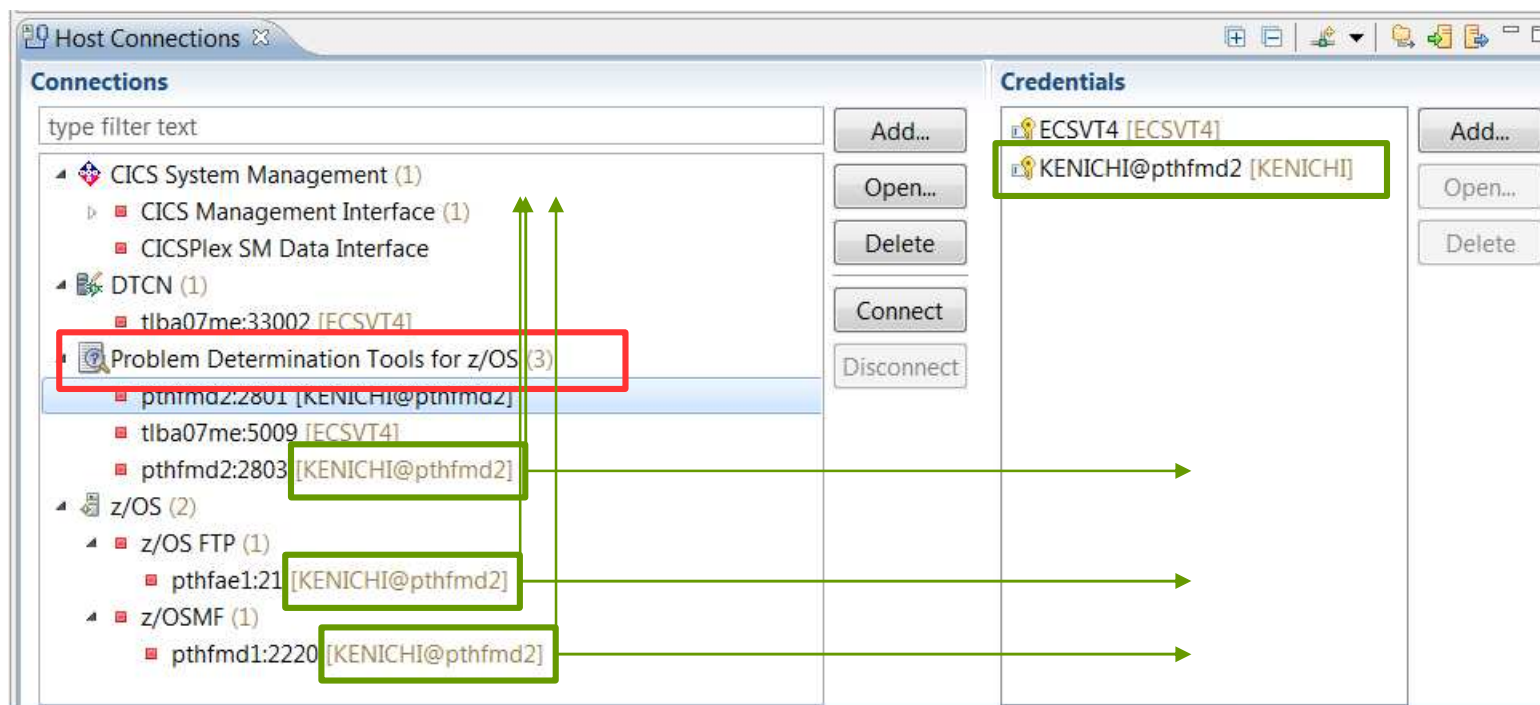 Host Connections
Connections
Credentials
type filter text
Add...
ECSVT4 [ECSVT4]
Add...
CICS System Management (1)
Open...
KENICHI@pthfmd2 [KENICHI]
Open...
CICS Management Interface (1)
CICSPlex SM Data Interface
Delete
Delete
DTCN (1)
tlba07me:33002 [ECSVT4]
Connect
Problem Determination Tools for z/OS (3)
Disconnect
pthfmd2:2801 [KENICHI@pthfmd2]
tlba07me:5009 [ECSVT4]
pthfmd2:2803 [KENICHI@pthfmd2]
z/OS (2)
z/OS FTP (1)
pthfae1:21 [KENICHI@pthfmd2]
z/OSMF (1)
pthfmd1:2220 [KENICHI@pthfmd2]